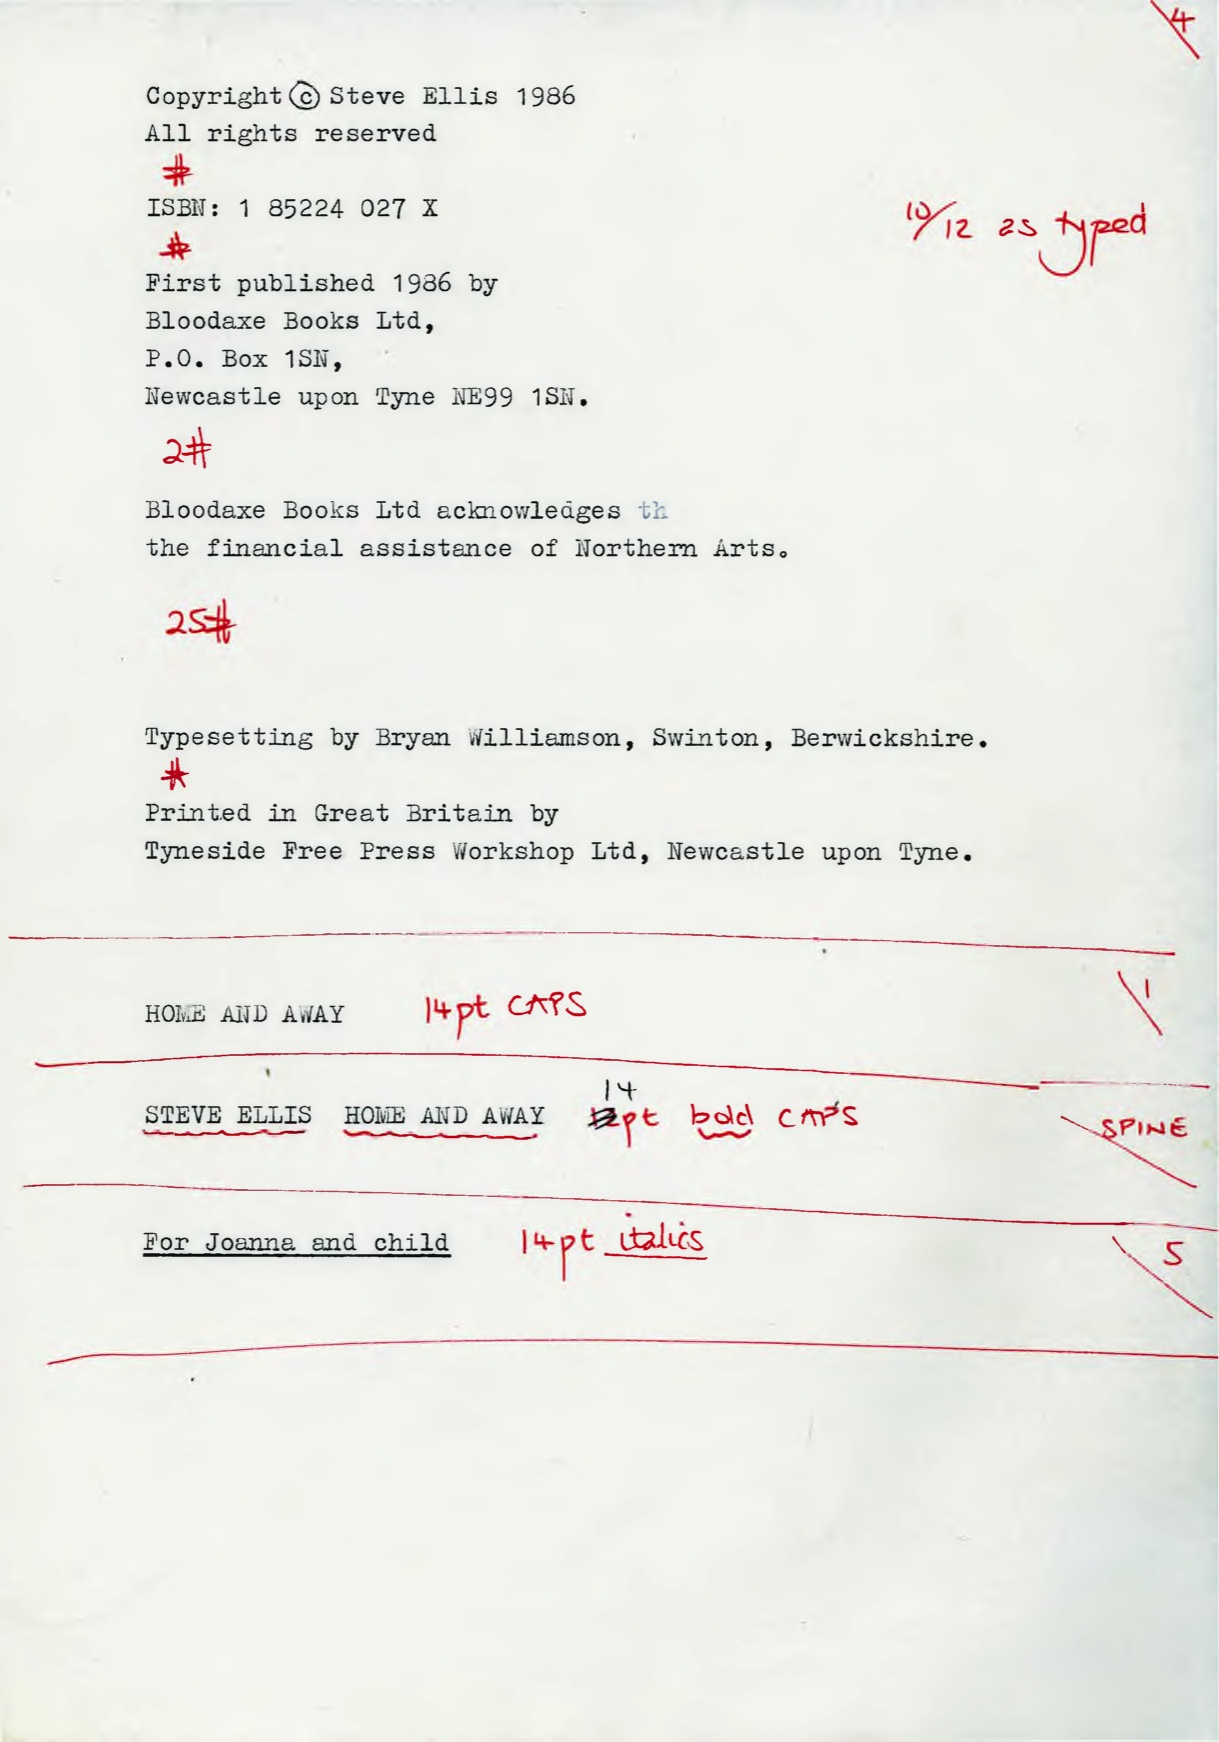 4
Copyright © Steve Ellis 1986
All rights reserved
#
ISBN: 1 85224 027 X
10/12 as typed
#
First published 1986 by
Bloodaxe Books Ltd,
P.O. Box 1SN,
Newcastle upon Tyne NE99 1SN.
2#
Bloodaxe Books Ltd acknowledges th
the financial assistance of Northern Arts.
25#
Typesetting by Bryan Williamson, Swinton, Berwickshire.
#
Printed in Great Britain by
Tyneside Free Press Workshop Ltd, Newcastle upon Tyne.
HOME AND AWAY 14pt CAPS 1
14
STEVE ELLIS HOME AND AWAY pt bold CAPS SPINE
For Joanna and child 14pt italics 5